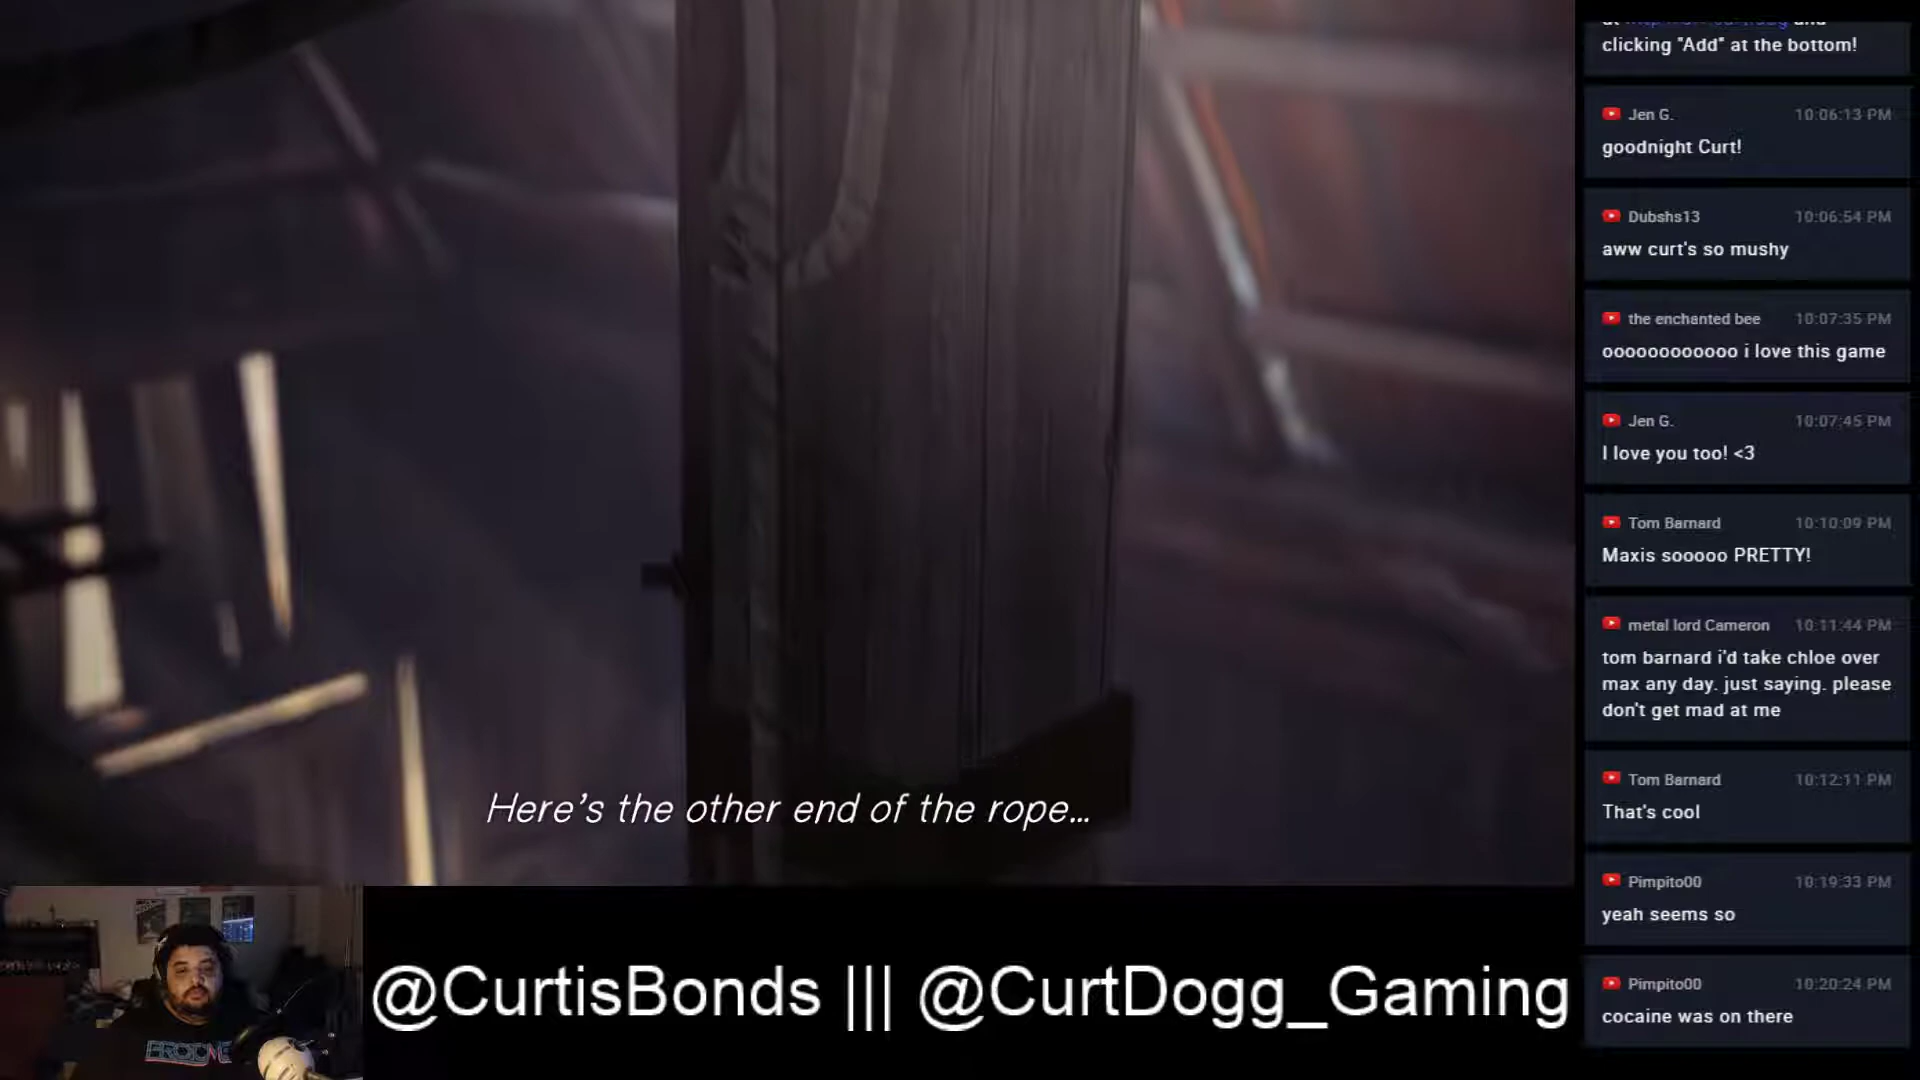 Here's the other end of the rope...
@CurtisBonds ||| @CurtDogg_Gaming
clicking "Add" at the bottom!
Jen G. 10:06:13 PM
goodnight Curt!
Dubshs13 10:06:54 PM
aww curt's so mushy
the enchanted bee 10:07:35 PM
oooooooooooo i love this game
Jen G. 10:07:45 PM
I love you too! <3
Tom Barnard 10:10:09 PM
Maxis sooooo PRETTY!
metal lord Cameron 10:11:44 PM
tom barnard i'd take chloe over
max any day. just saying. please
don't get mad at me
Tom Barnard 10:12:11 PM
That's cool
Pimpito00 10:19:33 PM
yeah seems so
Pimpito00 10:20:24 PM
cocaine was on there